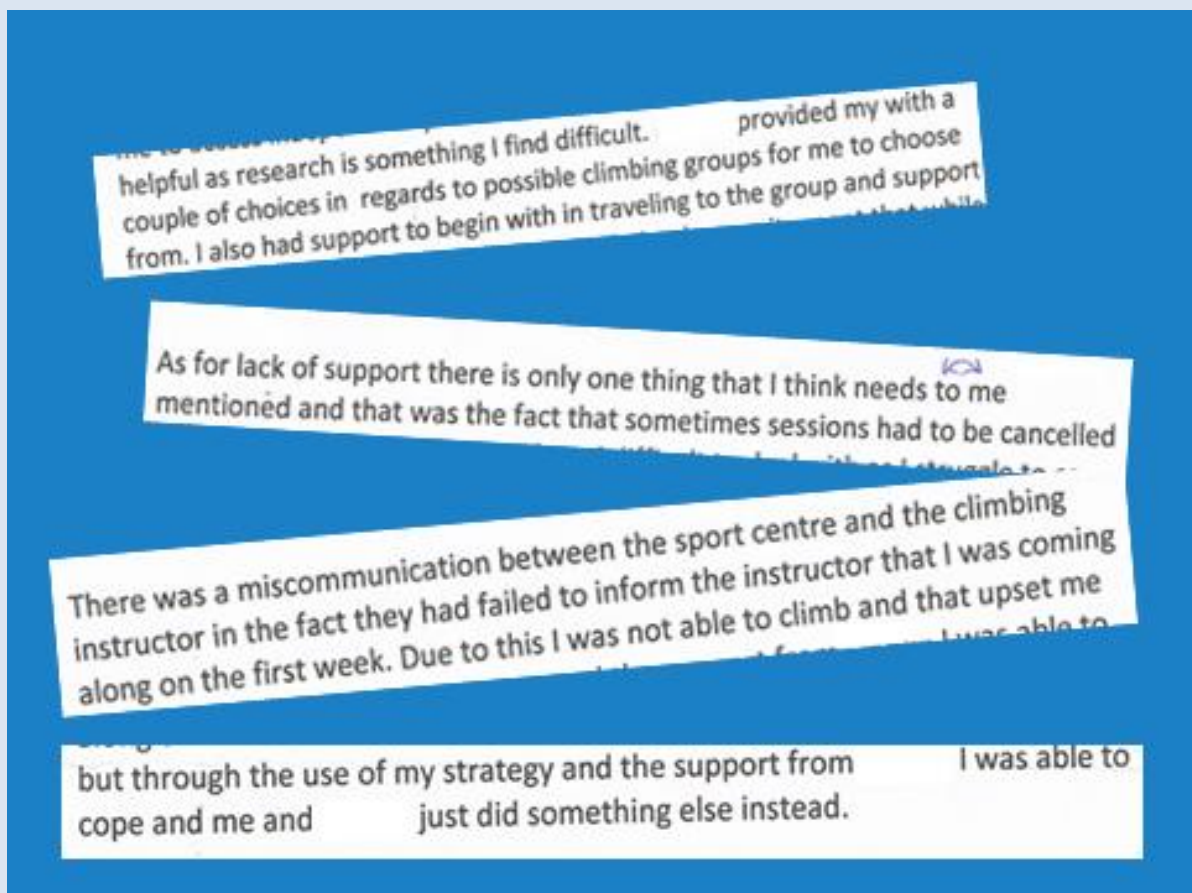 helpful as research is something I find difficult. provided my with a
couple of choices in regards to possible climbing groups for me to choose
from. I also had support to begin with in traveling to the group and support
As for lack of support there is only one thing that I think needs to me
mentioned and that was the fact that sometimes sessions had to be cancelled
There was a miscommunication between the sport centre and the climbing
instructor in the fact they had failed to inform the instructor that I was coming
along on the first week. Due to this I was not able to climb and that upset me
I was able to
but through the use of my strategy and the support from I was able to
cope and me and just did something else instead.